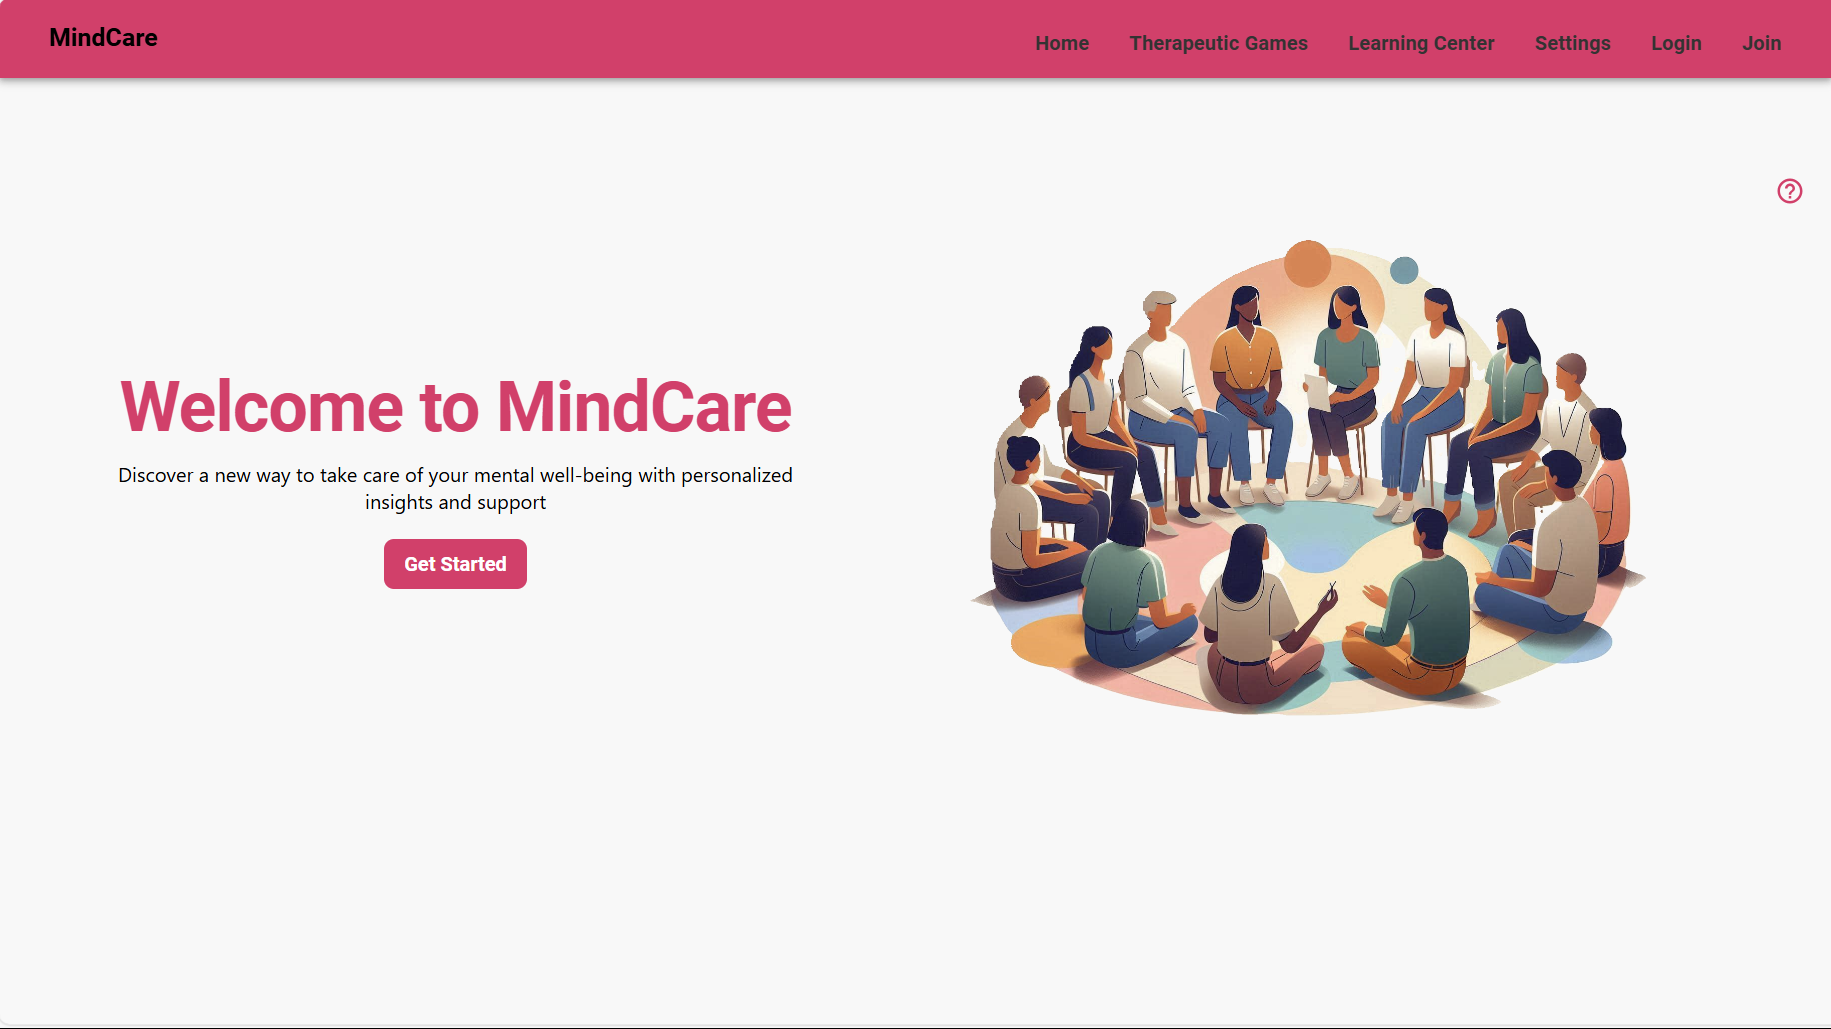 MindCare
Home Therapeutic Games Learning Center Settings Login Join
?
Welcome to MindCare
Discover a new way to take care of your mental well-being with personalized
insights and support
Get Started